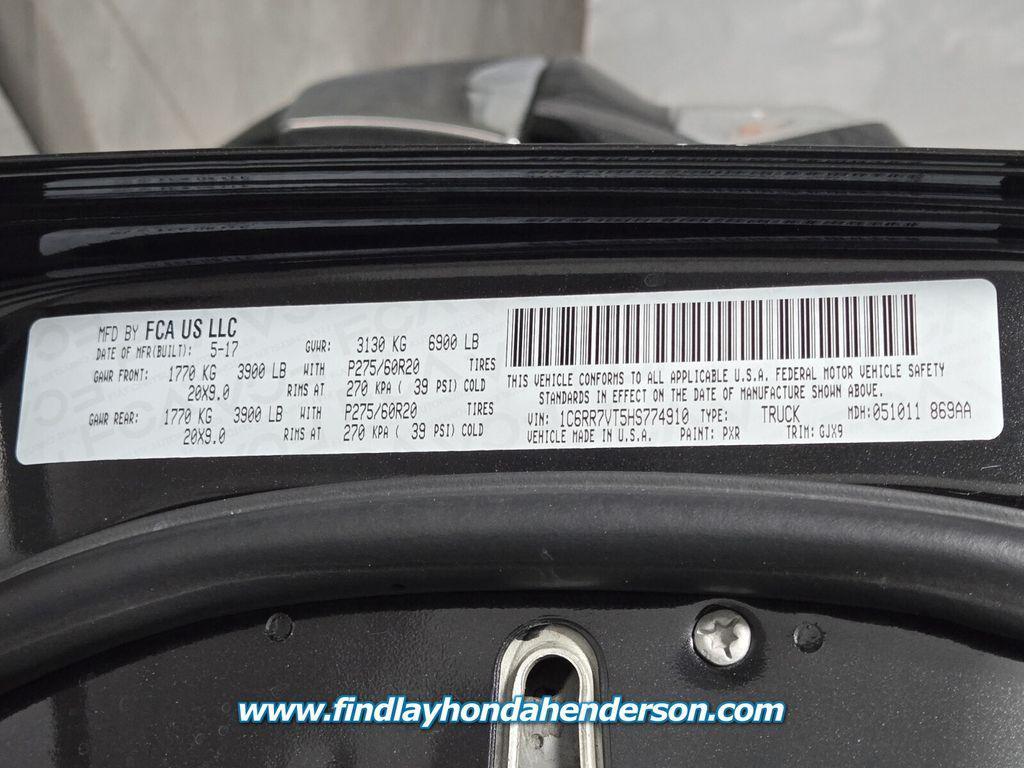 MFD BY FCA US LLC
DATE OF MFR(BUILT): 5-17 GVWR: 3130 KG 6900 LB
GAWR FRONT: 1770 KG 3900 LB WITH P275/60R20 TIRES
20X9.0 RIMS AT 270 KPA ( 39 PSI) COLD
GAWR REAR: 1770 KG 3900 LB WITH P275/60R20 TIRES
20X9.0 RIMS AT 270 KPA ( 39 PSI) COLD
THIS VEHICLE CONFORMS TO ALL APPLICABLE U.S.A. FEDERAL MOTOR VEHICLE SAFETY
STANDARDS IN EFFECT ON THE DATE OF MANUFACTURE SHOWN ABOVE.
VIN: 1C6RR7VT5HS774910 TYPE: TRUCK MDH:051011 869AA
VEHICLE MADE IN U.S.A. PAINT: PXR TRIM: GJX9
www.findlayhondahenderson.com